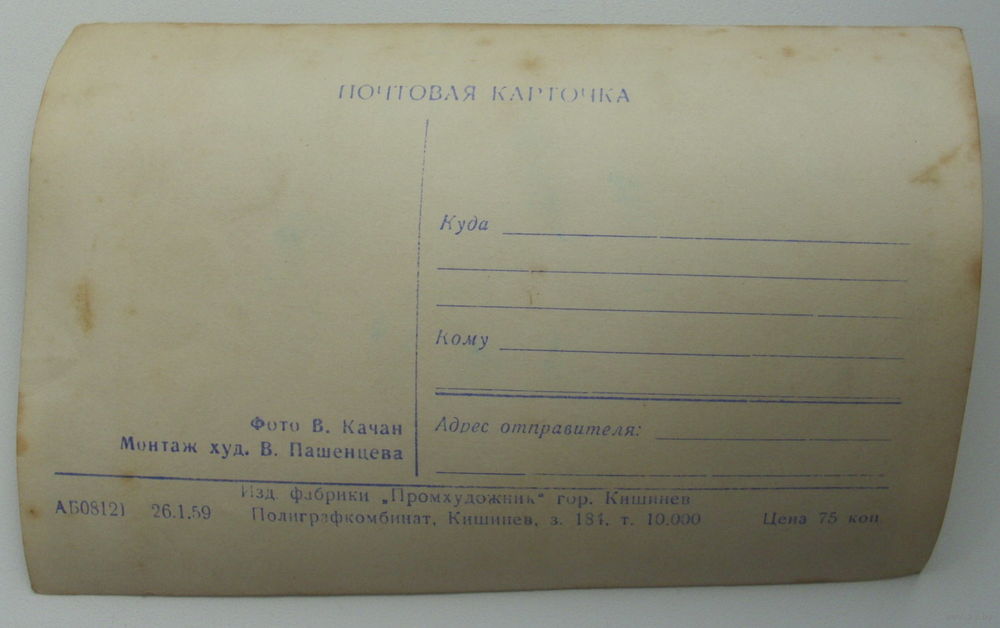 ПОЧТОВАЯ КАРТОЧКА
Куда
Кому
Адрес отправителя:
Фото В. Качан
Монтаж худ. В. Пашенцева
Изд. фабрики „Промхудожник“ гор. Кишинев
АБ08121 26.1.59 Полиграфкомбинат, Кишинев, з. 184. т. 10.000 Цена 75 коп